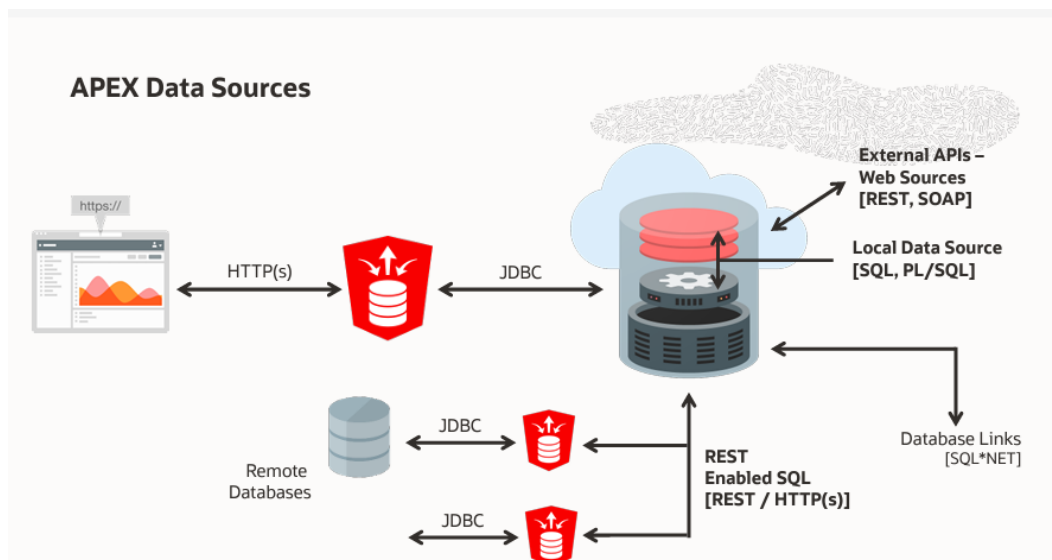 APEX Data Sources
https://
HTTP(s)
JDBC
External APIs –
Web Sources
[REST, SOAP]
Local Data Source
[SQL, PL/SQL]
JDBC
Remote
Databases
REST
Enabled SQL
[REST / HTTP(s)]
Database Links
[SQL*NET]
JDBC